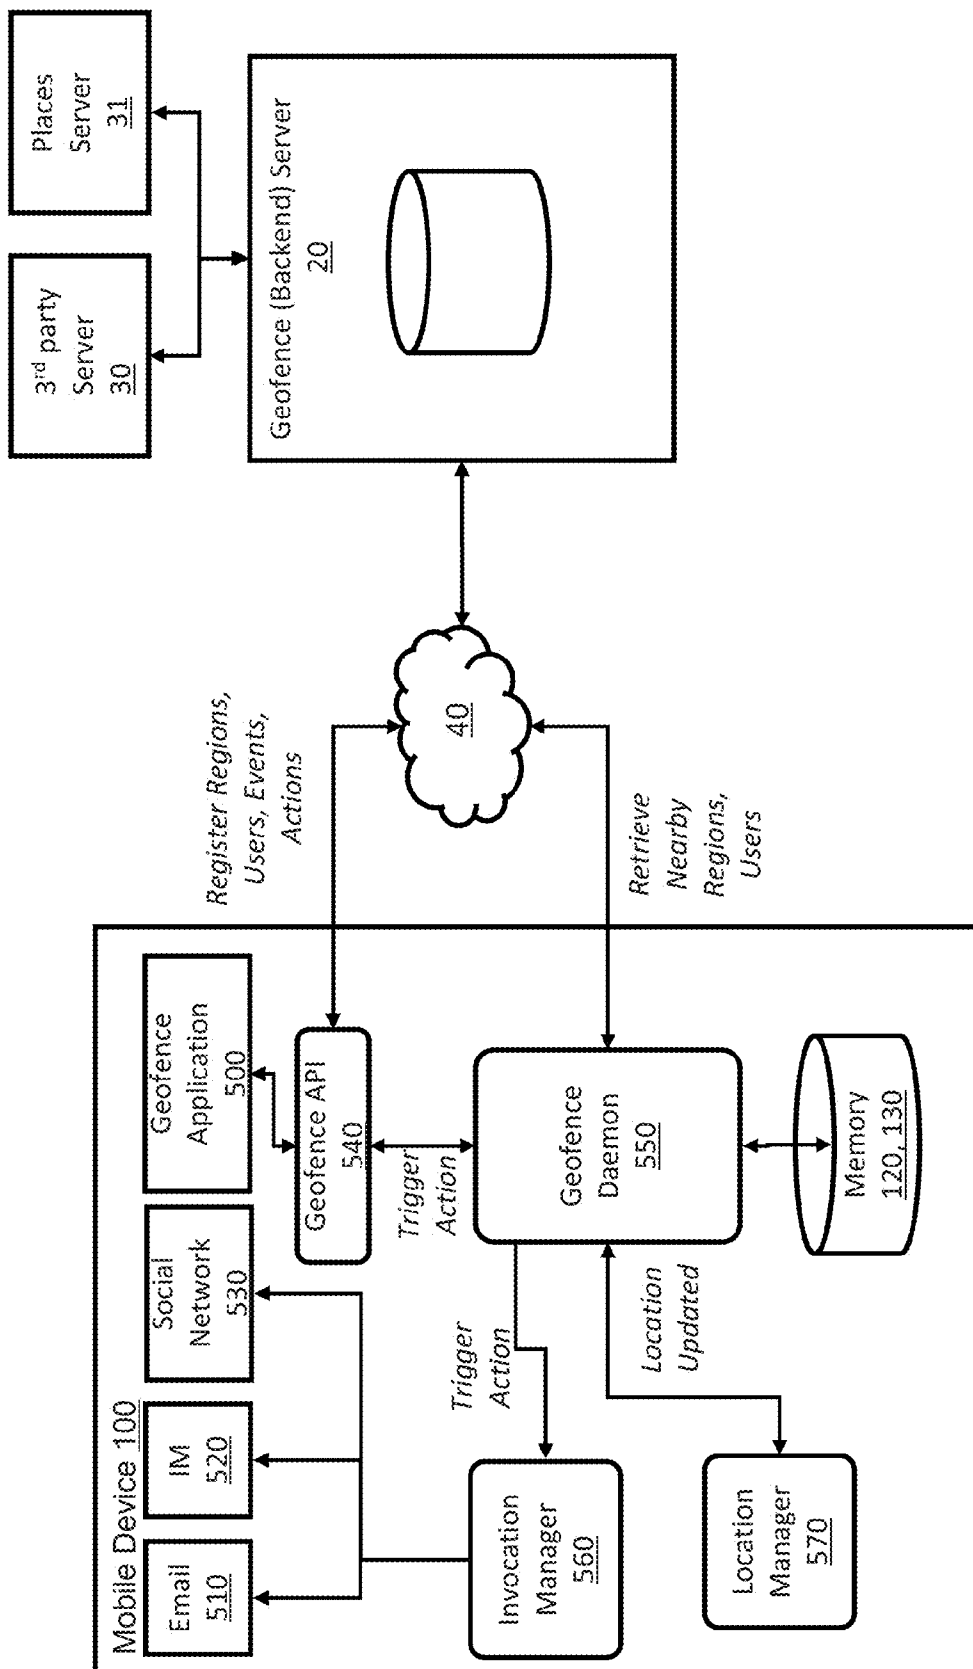 Mobile Device 100
Email
510
IM
520
Social
Network
530
Geofence
Application
500
Geofence API
540
Trigger
Action
Trigger
Action
Invocation
Manager
560
Geofence
Daemon
550
Location
Updated
Location
Manager
570
Memory
120, 130
Register Regions,
Users, Events,
Actions
Retrieve
Nearby
Regions,
Users
40
3rd party
Server
30
Places
Server
31
Geofence (Backend) Server
20